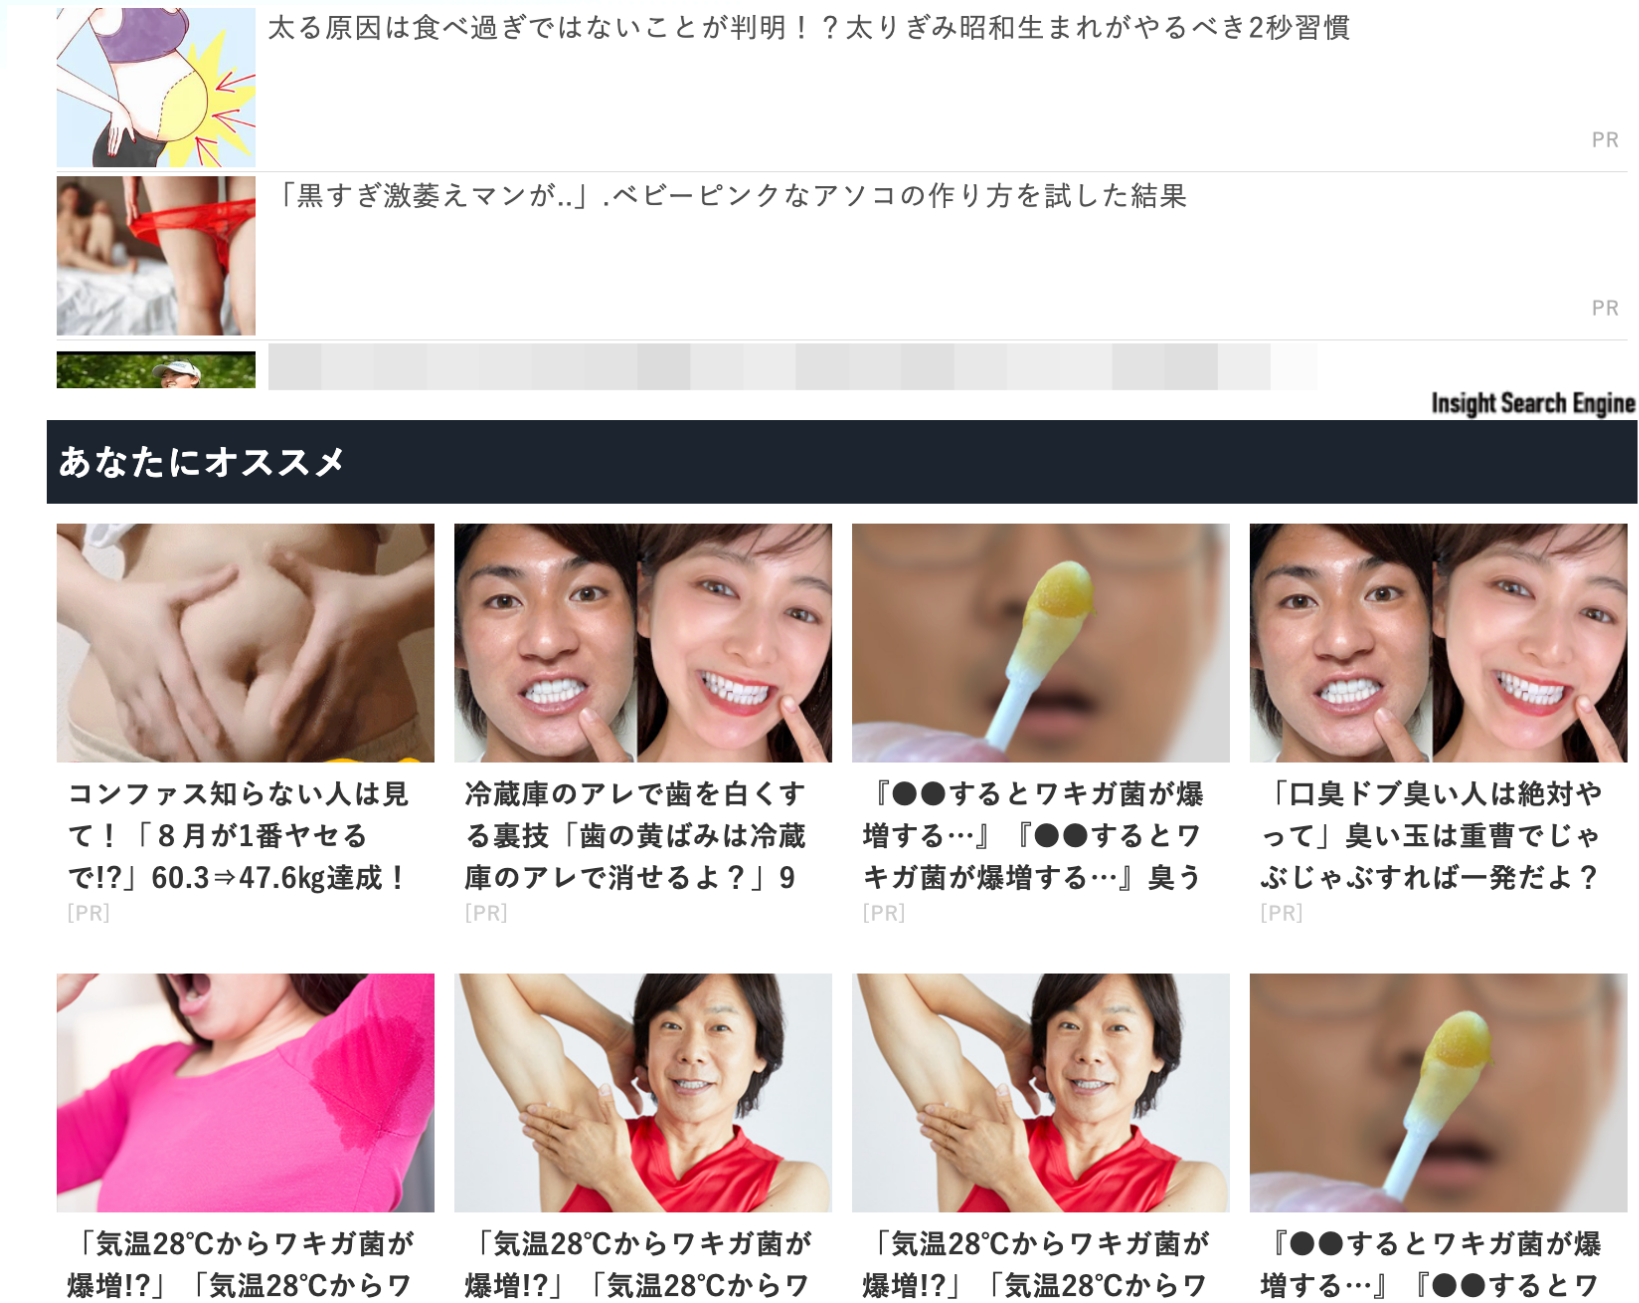 太る原因は食べ過ぎではないことが判明！？太りぎみ昭和生まれがやるべき2秒習慣
PR
「黒すぎ激萎えマンが..」.ベビーピンクなアソコの作り方を試した結果
PR
Insight Search Engine
あなたにオススメ
コンファス知らない人は見
て！「８月が1番ヤセる
で!?」60.3⇒47.6㎏達成！
[PR]
冷蔵庫のアレで歯を白くす
る裏技「歯の黄ばみは冷蔵
庫のアレで消せるよ？」9
[PR]
『●●するとワキガ菌が爆
増する…』『●●するとワ
キガ菌が爆増する…』臭う
[PR]
「口臭ドブ臭い人は絶対や
って」臭い玉は重曹でじゃ
ぶじゃぶすれば一発だよ？
[PR]
「気温28℃からワキガ菌が
爆増!?」「気温28℃からワ
「気温28℃からワキガ菌が
爆増!?」「気温28℃からワ
「気温28℃からワキガ菌が
爆増!?」「気温28℃からワ
『●●するとワキガ菌が爆
増する…』『●●するとワ